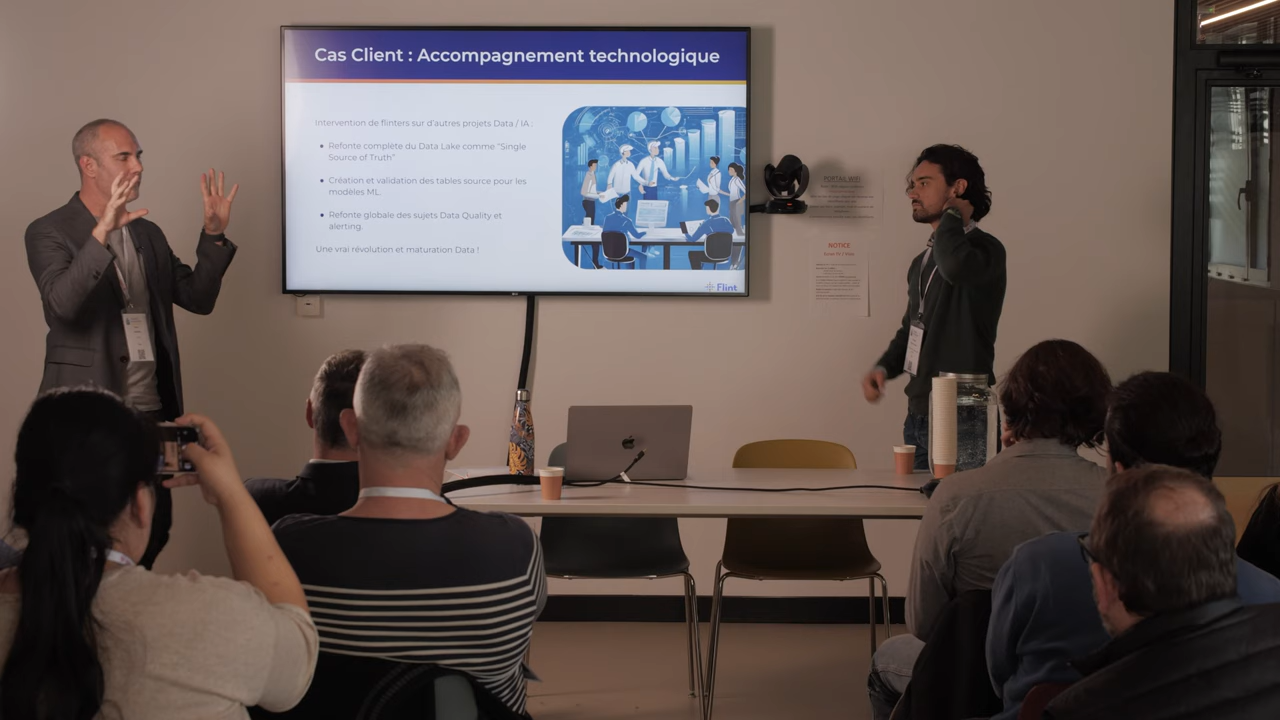 Cas Client : Accompagnement technologique
Intervention de flinters sur d'autres projets Data / IA :
• Refonte complète du Data Lake comme "Single
Source of Truth"
• Création et validation des tables source pour les
modèles ML.
• Refonte globale des sujets Data Quality et
alerting.
Une vrai révolution et maturation Data !
Flint
PORTAIL WIFI
NOTICE